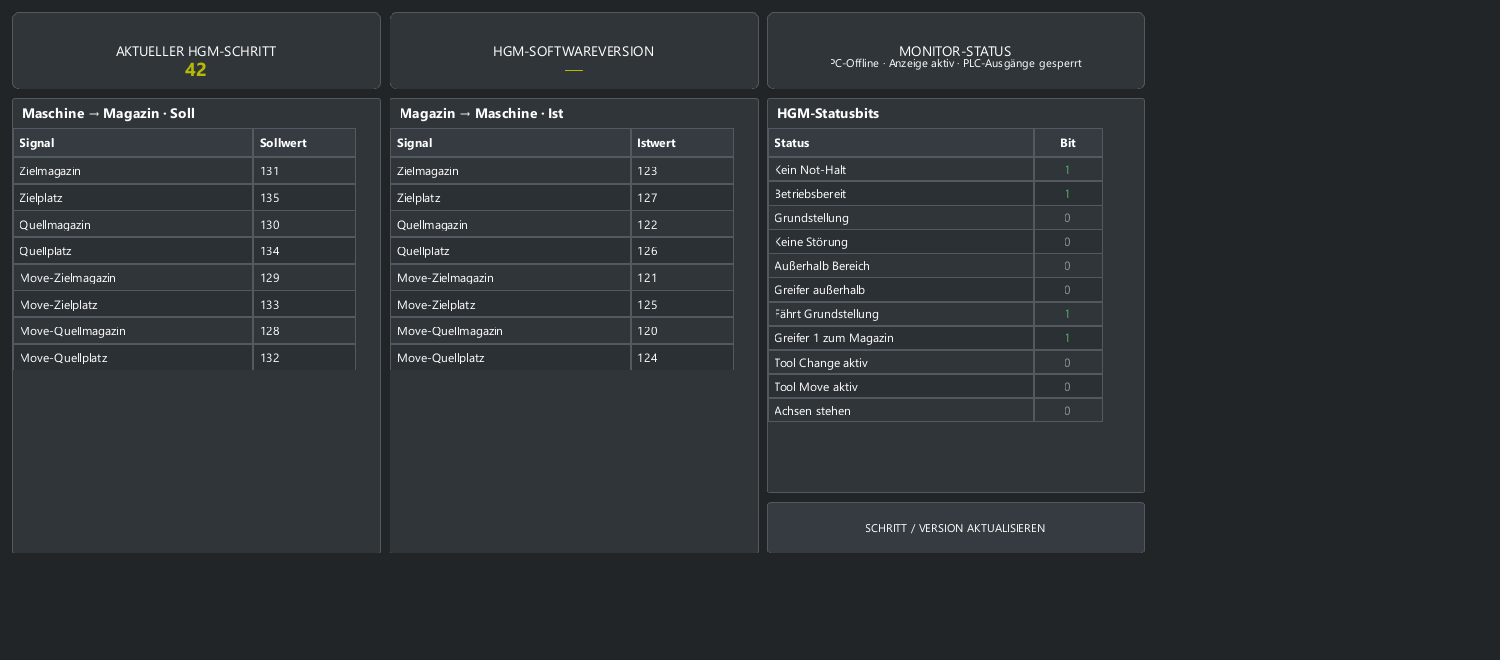 AKTUELLER HGM-SCHRITT
42
HGM-SOFTWAREVERSION
—
MONITOR-STATUS
PC-Offline · Anzeige aktiv · PLC-Ausgänge gesperrt
Maschine → Magazin · Soll
Signal Sollwert
Zielmagazin 131
Zielplatz 135
Quellmagazin 130
Quellplatz 134
Move-Zielmagazin 129
Move-Zielplatz 133
Move-Quellmagazin 128
Move-Quellplatz 132
Magazin → Maschine · Ist
Signal Istwert
Zielmagazin 123
Zielplatz 127
Quellmagazin 122
Quellplatz 126
Move-Zielmagazin 121
Move-Zielplatz 125
Move-Quellmagazin 120
Move-Quellplatz 124
HGM-Statusbits
Status Bit
Kein Not-Halt 1
Betriebsbereit 1
Grundstellung 0
Keine Störung 0
Außerhalb Bereich 0
Greifer außerhalb 0
Fährt Grundstellung 1
Greifer 1 zum Magazin 1
Tool Change aktiv 0
Tool Move aktiv 0
Achsen stehen 0
SCHRITT / VERSION AKTUALISIEREN